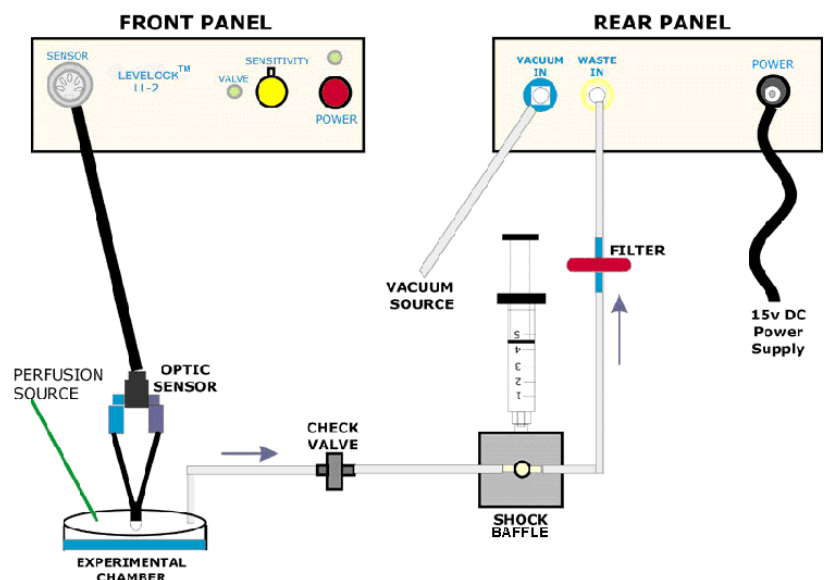 FRONT PANEL
SENSOR
LEVELOCK™
LL-2
VALVE
SENSITIVITY
POWER
REAR PANEL
VACUUM
IN
WASTE
IN
POWER
VACUUM
SOURCE
FILTER
15v DC
Power
Supply
5
4
3
2
1
PERFUSION
SOURCE
OPTIC
SENSOR
CHECK
VALVE
SHOCK
BAFFLE
EXPERIMENTAL
CHAMBER